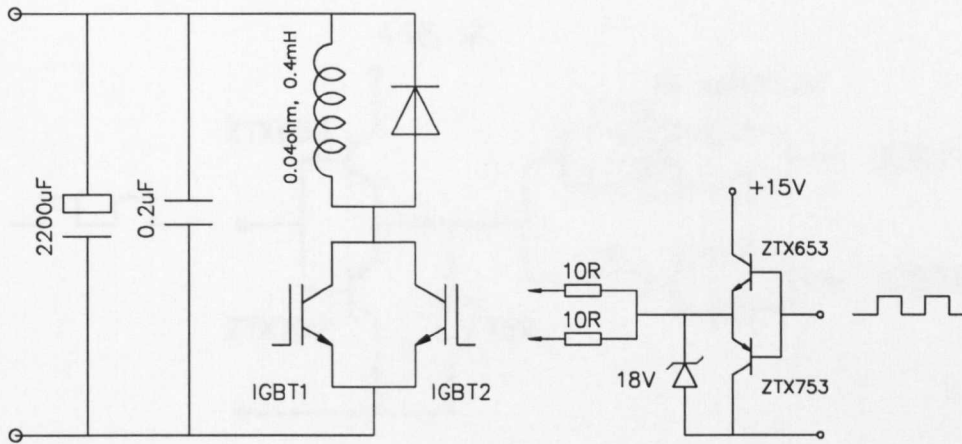 2200uF
0.2uF
0.04ohm, 0.4mH
IGBT1
IGBT2
10R
10R
18V
+15V
ZTX653
ZTX753